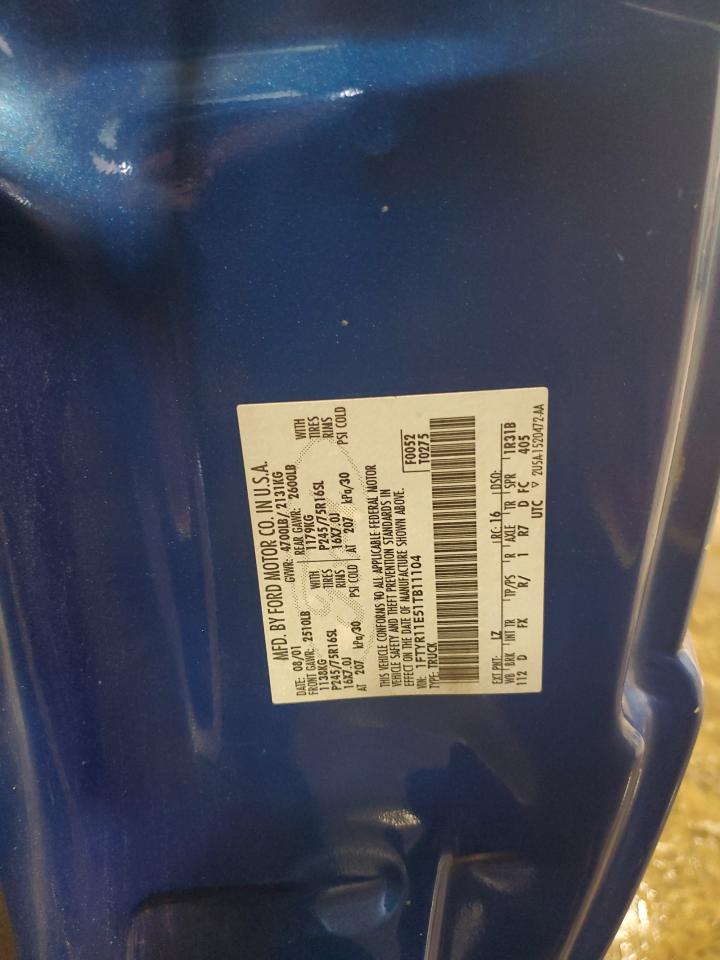 MFD. BY FORD MOTOR CO. IN U.S.A.
DATE: 08/01 GVWR: 4700LB/ 2131KG
FRONT GAWR: 2510LB REAR GAWR: 2600LB
1138KG WITH 1179KG WITH
P245/75R16SL TIRES P245/75R16SL TIRES
16X7.0J RIMS 16X7.0J RIMS
AT 207 kPa/30 PSI COLD AT 207 kPa/30 PSI COLD
THIS VEHICLE CONFORMS TO ALL APPLICABLE FEDERAL MOTOR
VEHICLE SAFETY AND THEFT PREVENTION STANDARDS IN
EFFECT ON THE DATE OF MANUFACTURE SHOWN ABOVE.
VIN: 1FTYR11E51TB11104 F0052
TYPE: TRUCK T0275
EXT PNT: LZ RC: 16 DSO:
WB BRK INT TR TP/PS R AXLE TR SPR 1R31B
112 D FX R/ 1 R7 D FC 405
UTC 2U5A-1520472-AA